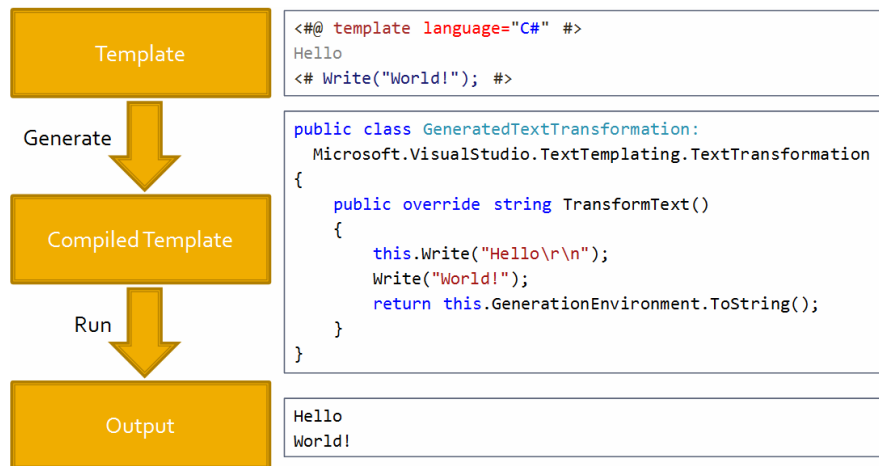 Template
<#@ template language="C#" #>
Hello
<# Write("World!"); #>
Generate
public class GeneratedTextTransformation:
Microsoft.VisualStudio.TextTemplating.TextTransformation
{
public override string TransformText()
{
this.Write("Hello\r\n");
Write("World!");
return this.GenerationEnvironment.ToString();
}
}
Compiled Template
Run
Output
Hello
World!